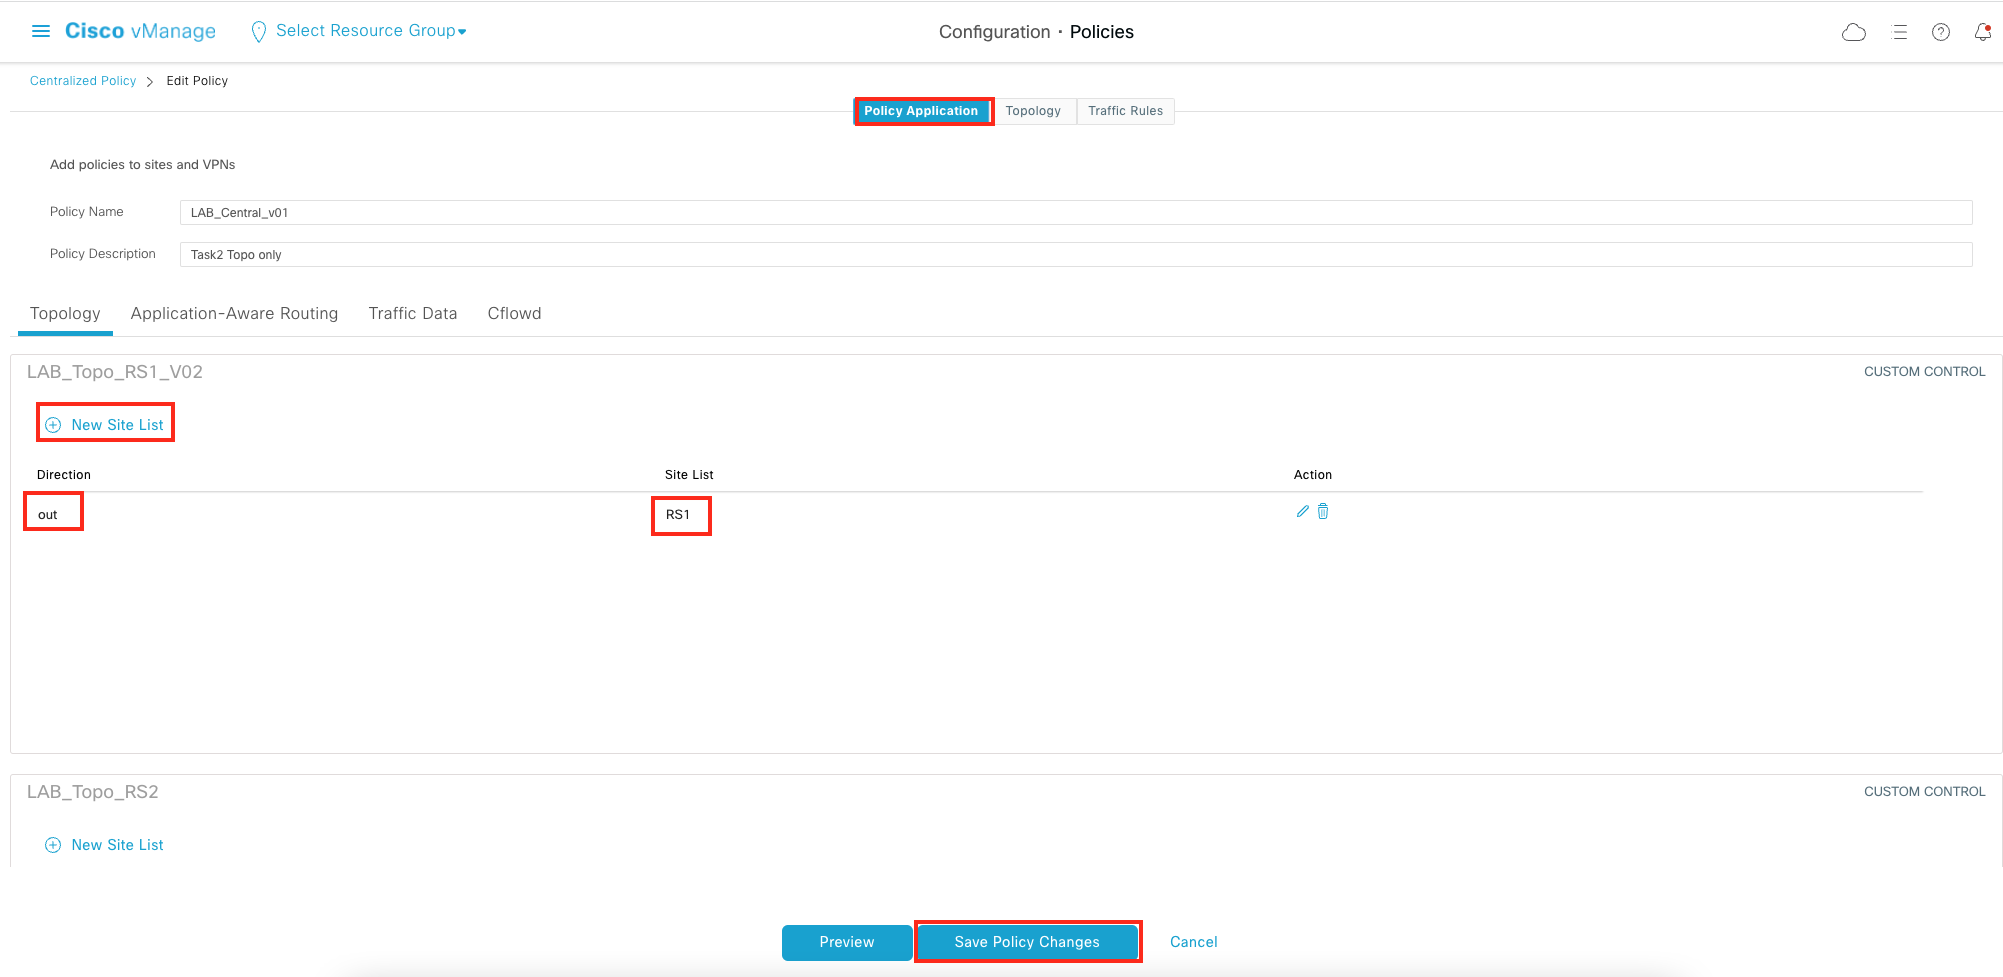 Cisco vManage Select Resource Group Configuration · Policies
Centralized Policy > Edit Policy
Policy Application Topology Traffic Rules
Add policies to sites and VPNs
Policy Name LAB_Central_v01
Policy Description Task2 Topo only
Topology Application-Aware Routing Traffic Data Cflowd
LAB_Topo_RS1_V02 CUSTOM CONTROL
New Site List
Direction Site List Action
out RS1
LAB_Topo_RS2 CUSTOM CONTROL
New Site List
Preview Save Policy Changes Cancel